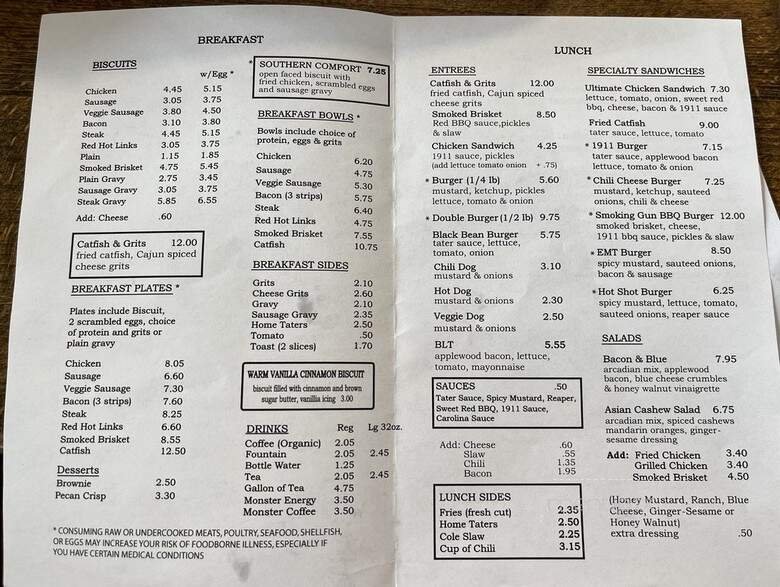 BREAKFAST
BISCUITS
w/Egg *
Chicken 4.45 5.15
Sausage 3.05 3.75
Veggie Sausage 3.80 4.50
Bacon 3.10 3.80
Steak 4.45 5.15
Red Hot Links 3.05 3.75
Plain 1.15 1.85
Smoked Brisket 4.75 5.45
Plain Gravy 2.75 3.45
Sausage Gravy 3.05 3.75
Steak Gravy 5.85 6.55
Add: Cheese .60
Catfish & Grits 12.00
fried catfish, Cajun spiced
cheese grits
BREAKFAST PLATES *
Plates include Biscuit,
2 scrambled eggs, choice
of protein and grits or
plain gravy
Chicken 8.05
Sausage 6.60
Veggie Sausage 7.30
Bacon (3 strips) 7.60
Steak 8.25
Red Hot Links 6.60
Smoked Brisket 8.55
Catfish 12.50
Desserts
Brownie 2.50
Pecan Crisp 3.30
* SOUTHERN COMFORT 7.25
open faced biscuit with
fried chicken, scrambled eggs
and sausage gravy
BREAKFAST BOWLS *
Bowls include choice of
protein, eggs & grits
Chicken 6.20
Sausage 4.75
Veggie Sausage 5.30
Bacon (3 strips) 5.75
Steak 6.40
Red Hot Links 4.75
Smoked Brisket 7.55
Catfish 10.75
BREAKFAST SIDES
Grits 2.10
Cheese Grits 2.60
Gravy 2.10
Sausage Gravy 2.35
Home Taters 2.50
Tomato .50
Toast (2 slices) 1.70
WARM VANILLA CINNAMON BISCUIT
biscuit filled with cinnamon and brown
sugar butter, vanillia icing 3.00
DRINKS Reg Lg 32oz.
Coffee (Organic) 2.05
Fountain 2.05 2.45
Bottle Water 1.25
Tea 2.05 2.45
Gallon of Tea 4.75
Monster Energy 3.50
Monster Coffee 3.50
* CONSUMING RAW OR UNDERCOOKED MEATS, POULTRY, SEAFOOD, SHELLFISH,
OR EGGS MAY INCREASE YOUR RISK OF FOODBORNE ILLNESS, ESPECIALLY IF
YOU HAVE CERTAIN MEDICAL CONDITIONS
LUNCH
ENTREES
Catfish & Grits 12.00
fried catfish, Cajun spiced
cheese grits
Smoked Brisket 8.50
Red BBQ sauce,pickles
& slaw
Chicken Sandwich 4.25
1911 sauce, pickles
(add lettuce tomato onion + .75)
* Burger (1/4 lb) 5.60
mustard, ketchup, pickles
lettuce, tomato, onion
* Double Burger(1/2 lb) 9.75
Black Bean Burger 5.75
tater sauce, lettuce,
tomato, onion
Chili Dog 3.10
mustard & onions
Hot Dog
mustard & onions 2.30
Veggie Dog 2.50
mustard & onions
BLT 5.55
applewood bacon, lettuce,
tomato, mayonnaise
SAUCES .50
Tater Sauce, Spicy Mustard, Reaper,
Sweet Red BBQ, 1911 Sauce,
Carolina Sauce
Add: Cheese .60
Slaw .55
Chili 1.35
Bacon 1.95
LUNCH SIDES
Fries (fresh cut) 2.35
Home Taters 2.50
Cole Slaw 2.25
Cup of Chili 3.15
SPECIALTY SANDWICHES
Ultimate Chicken Sandwich 7.30
lettuce, tomato, onion, sweet red
bbq, cheese, bacon & 1911 sauce
Fried Catfish 9.00
tater sauce, lettuce, tomato
* 1911 Burger 7.15
tater sauce, applewood bacon
lettuce, tomato & onion
* Chili Cheese Burger 7.25
mustard, ketchup, sauteed
onions, chili & cheese
* Smoking Gun BBQ Burger 12.00
smoked brisket, cheese,
1911 bbq sauce, pickles & slaw
* EMT Burger 8.50
spicy mustard, sauteed onions,
bacon & sausage
* Hot Shot Burger 6.25
spicy mustard, lettuce, tomato,
sauteed onions, reaper sauce
SALADS
Bacon & Blue 7.95
arcadian mix, applewood
bacon, blue cheese crumbles
& honey walnut vinaigrette
Asian Cashew Salad 6.75
arcadian mix, spiced cashews
mandarin oranges, ginger-
sesame dressing
Add: Fried Chicken 3.40
Grilled Chicken 3.40
Smoked Brisket 4.50
(Honey Mustard, Ranch, Blue
Cheese, Ginger-Sesame or
Honey Walnut)
extra dressing .50